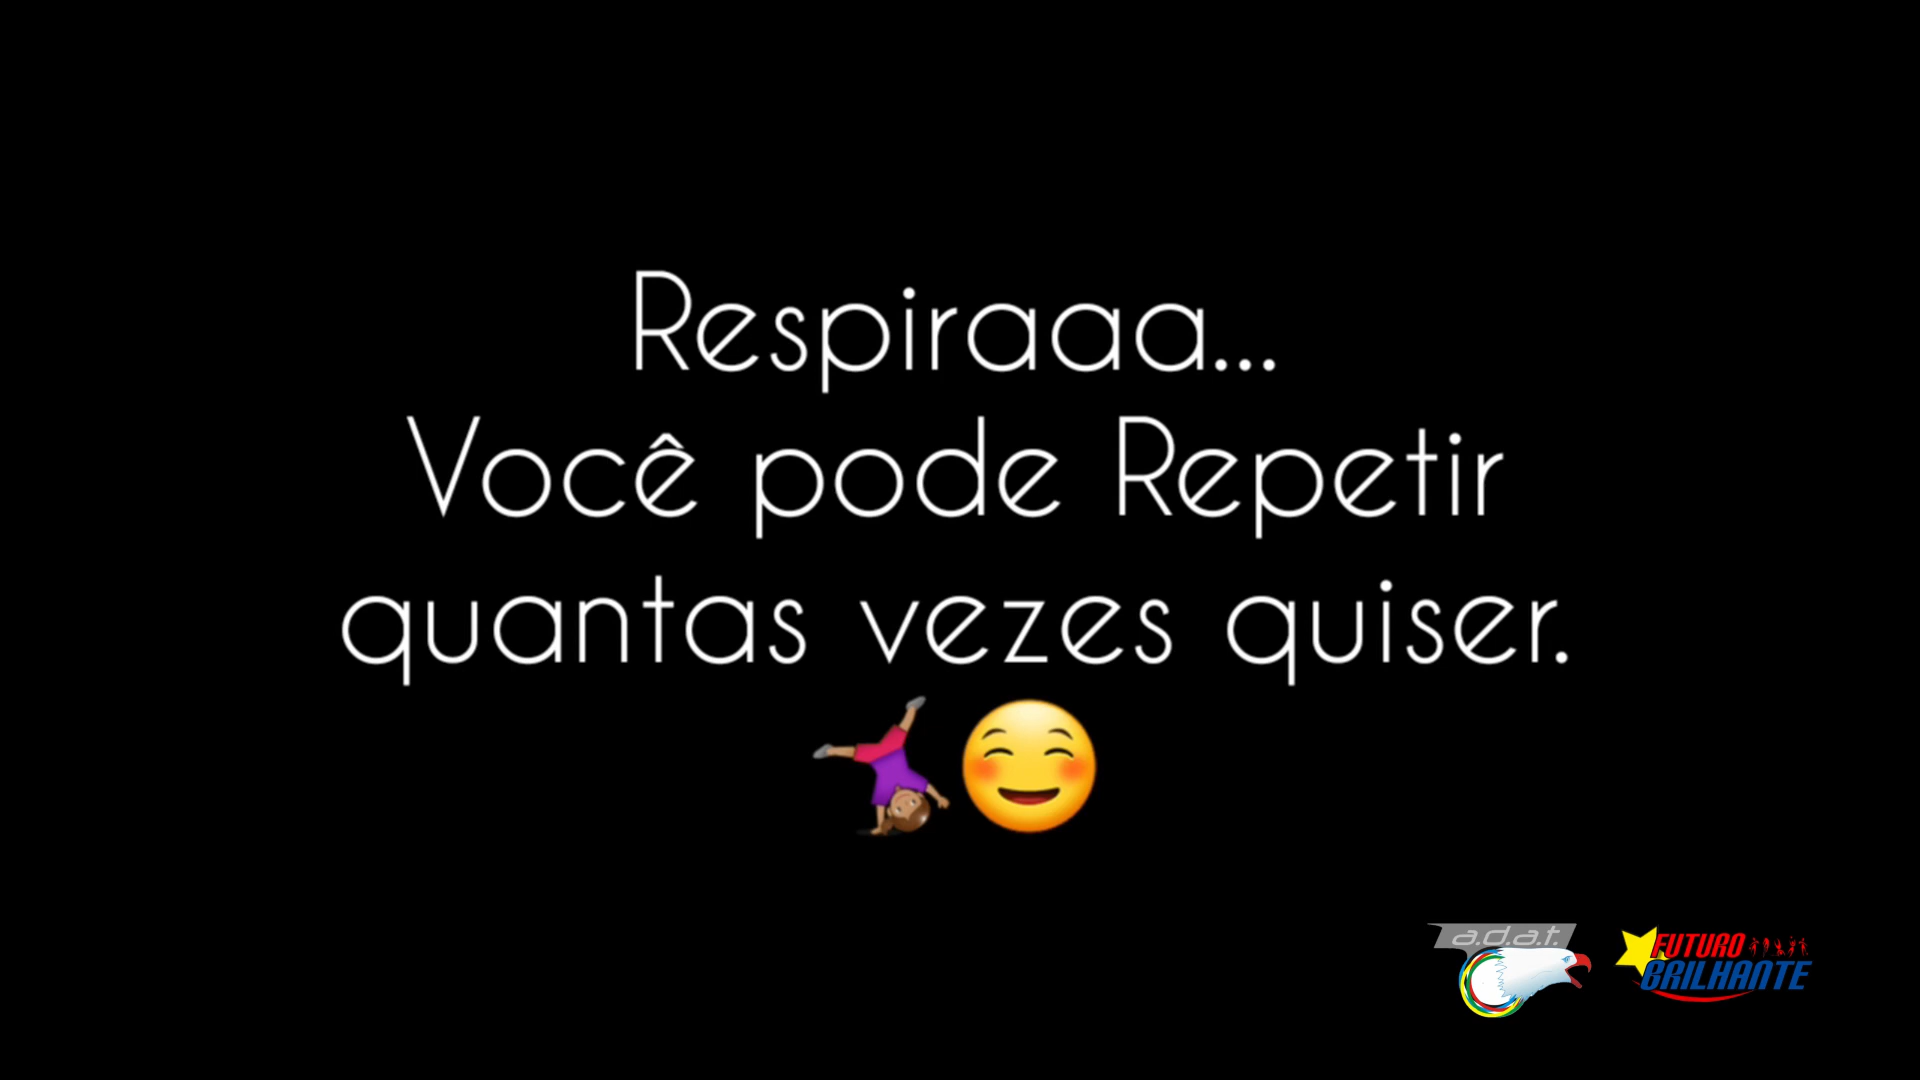 Respiraaa...
Você pode Repetir
quantas vezes quiser.
🤸🏽‍♀️☺️
a.d.a.t.
FUTURO
BRILHANTE